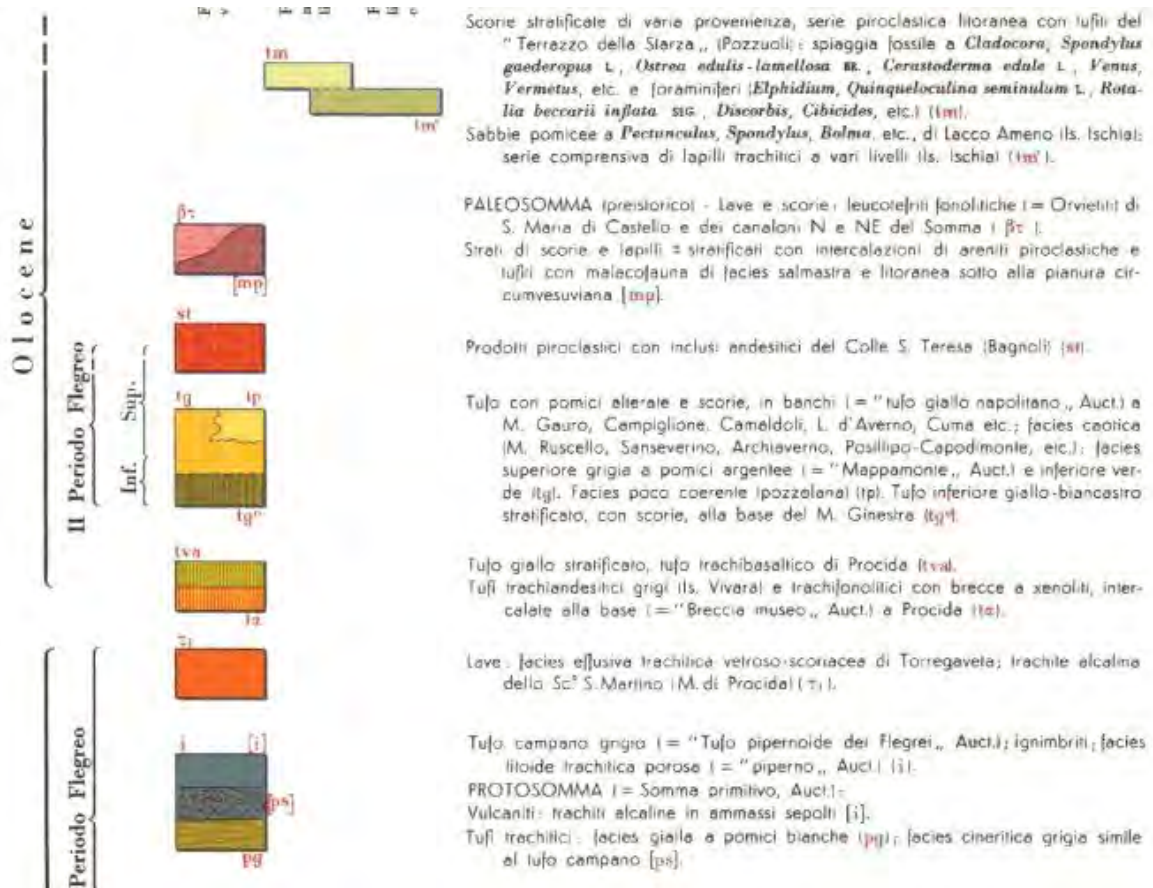 Scorie stratificate di varia provenienza, serie piroclastica litoranea con tufiti del
tm
" Terrazzo della Starza „ (Pozzuoli): spiaggia fossile a Cladocora, Spondylus
gaederopus L., Ostrea edulis-lamellosa BR., Cerastoderma edule L., Venus,
Vermetus, etc. e foraminiferi (Elphidium, Quinqueloculina seminulum L., Rota-
lia beccarii inflata SIG., Discorbis, Cibicides, etc.) (tm).
tm'
Sabbie pomicee a Pectunculus, Spondylus, Bolma, etc., di Lacco Ameno (Is. Ischia);
serie comprensiva di lapilli trachitici a vari livelli (Is. Ischia) (tm').
Olocene
βτ
[mp]
PALEOSOMMA (preistorico) - Lave e scorie: leucotefriti fonolitiche (= Orvietiti) di
S. Maria di Castello e dei canaloni N e NE del Somma ( βτ ).
Strati di scorie e lapilli ± stratificati con intercalazioni di areniti piroclastiche e
tufiti con malacofauna di facies salmastra e litoranea sotto alla pianura cir-
cumvesuviana [mp].
II Periodo Flegreo
Sup.
Inf.
st
Prodotti piroclastici con inclusi andesitici del Colle S. Teresa (Bagnoli) (st).
tg tp
tg"
Tufo con pomici alterate e scorie, in banchi (= "tufo giallo napolitano„ Auct.) a
M. Gauro, Campiglione, Camaldoli, L. d'Averno, Cuma etc.; facies caotica
(M. Ruscello, Sanseverino, Archiaverno, Posillipo-Capodimonte, etc.); facies
superiore grigia a pomici argentee (= "Mappamonte„ Auct.) e inferiore ver-
de (tg). Facies poco coerente (pozzolana) (tp). Tufo inferiore giallo-biancastro
stratificato, con scorie, alla base del M. Ginestra (tg").
tva
Tufo giallo stratificato, tufo trachibasaltico di Procida (tva).
tα
Tufi trachiandesitici grigi (Is. Vivara) e trachifonolitici con brecce a xenoliti, inter-
calate alla base (= "Breccia museo„ Auct.) a Procida (tα).
Periodo Flegreo
τı
Lave: facies effusiva trachitica vetroso-scoriacea di Torregaveta; trachite alcalina
dello Sc° S. Martino (M. di Procida) ( τı ).
i [i]
[ps]
pg
Tufo campano grigio (= "Tufo pipernoide dei Flegrei„ Auct.); ignimbriti; facies
litoide trachitica porosa (= "piperno„ Auct.) (i).
PROTOSOMMA (= Somma primitivo, Auct.):
Vulcaniti: trachiti alcaline in ammassi sepolti [i].
Tufi trachitici: facies gialla a pomici bianche (pg); facies cineritica grigia simile
al tufo campano [ps].